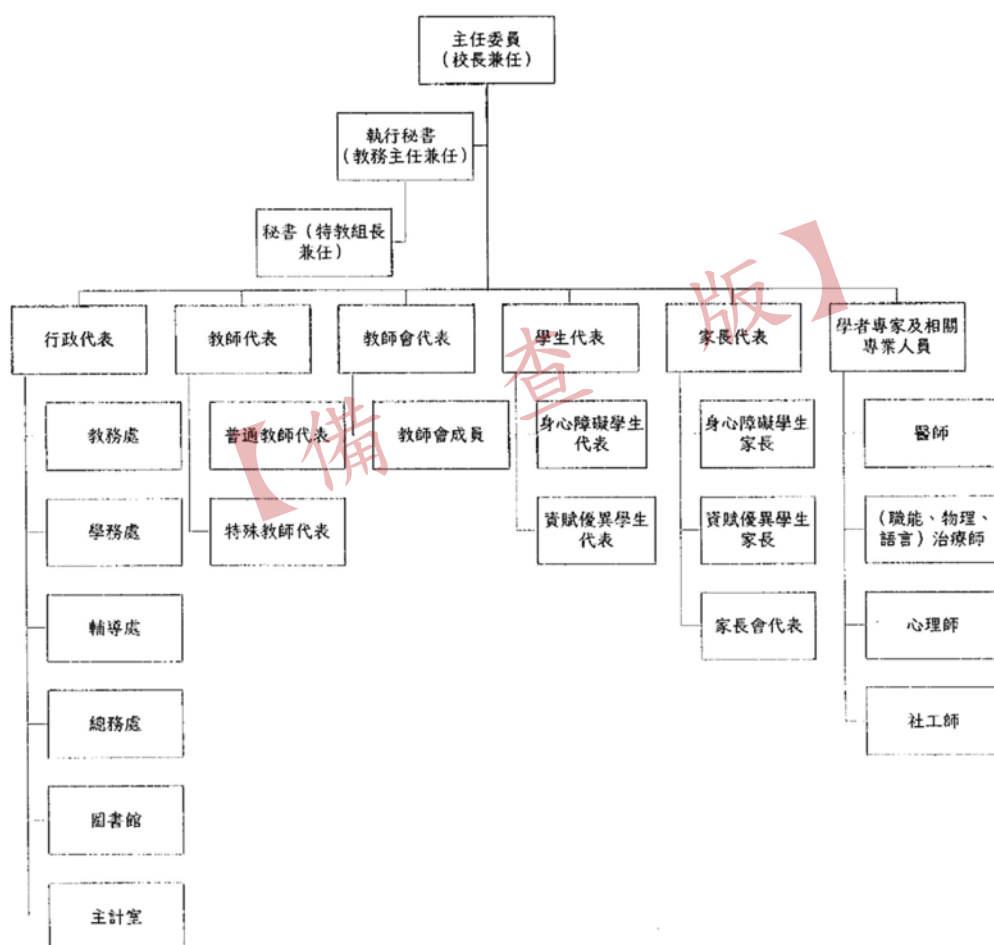 主任委員
(校長兼任)
執行秘書
(教務主任兼任)
秘書(特教組長
兼任)
行政代表
教師代表
教師會代表
學生代表
家長代表
學者專家及相關
專業人員
教務處
普通教師代表
教師會成員
身心障礙學生
代表
身心障礙學生
家長
醫師
學務處
特殊教師代表
資賦優異學生
代表
資賦優異學生
家長
(職能、物理、
語言)治療師
輔導處
家長會代表
心理師
總務處
社工師
圖書館
主計室
【備查版】